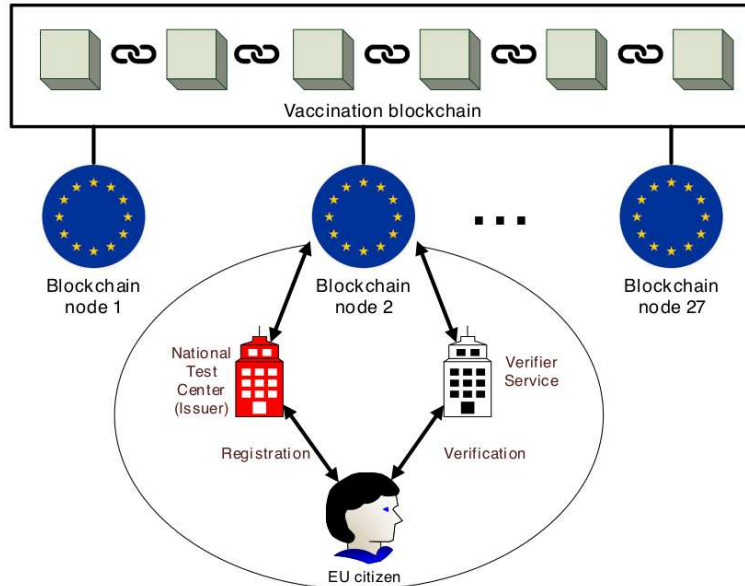 Vaccination blockchain
Blockchain
node 1
Blockchain
node 2
...
Blockchain
node 27
National
Test
Center
(Issuer)
Verifier
Service
Registration
Verification
EU citizen